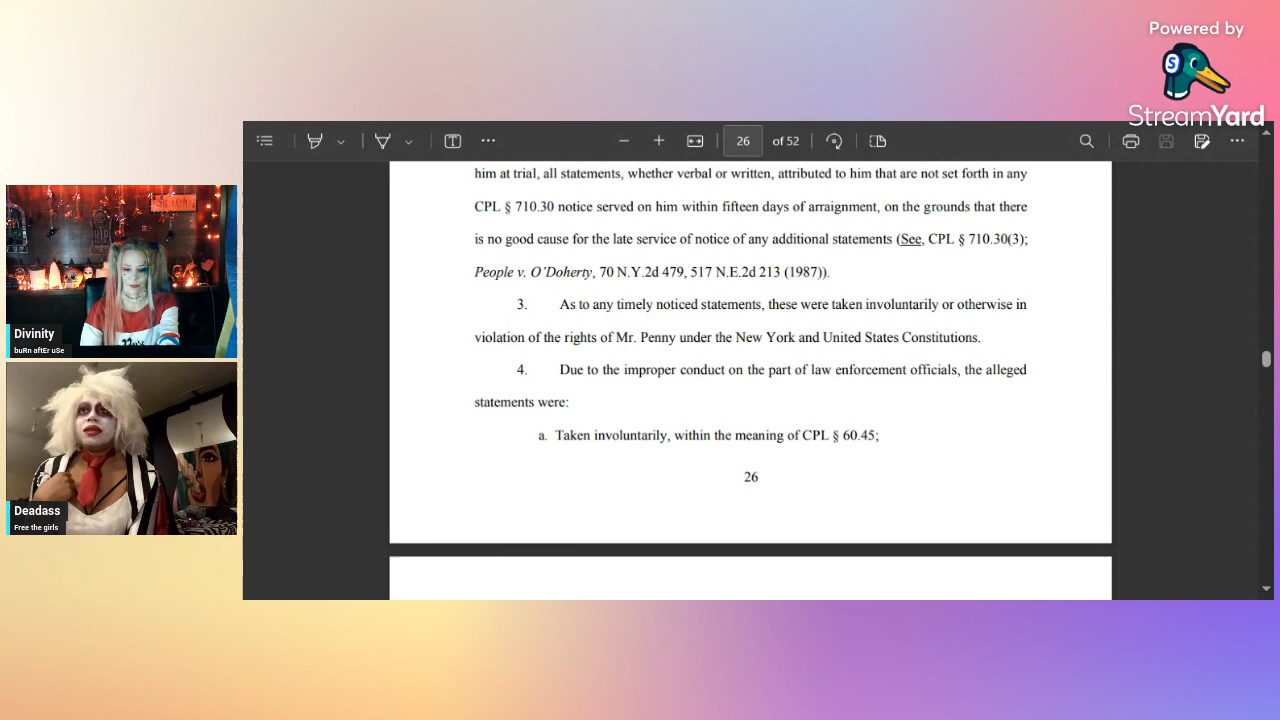 Powered by
StreamYard
26 of 52
him at trial, all statements, whether verbal or written, attributed to him that are not set forth in any
CPL § 710.30 notice served on him within fifteen days of arraignment, on the grounds that there
is no good cause for the late service of notice of any additional statements (See, CPL § 710.30(3);
People v. O'Doherty, 70 N.Y.2d 479, 517 N.E.2d 213 (1987)).
3. As to any timely noticed statements, these were taken involuntarily or otherwise in
violation of the rights of Mr. Penny under the New York and United States Constitutions.
4. Due to the improper conduct on the part of law enforcement officials, the alleged
statements were:
a. Taken involuntarily, within the meaning of CPL § 60.45;
26
Divinity
buRn aftEr uSe
Deadass
Free the girls